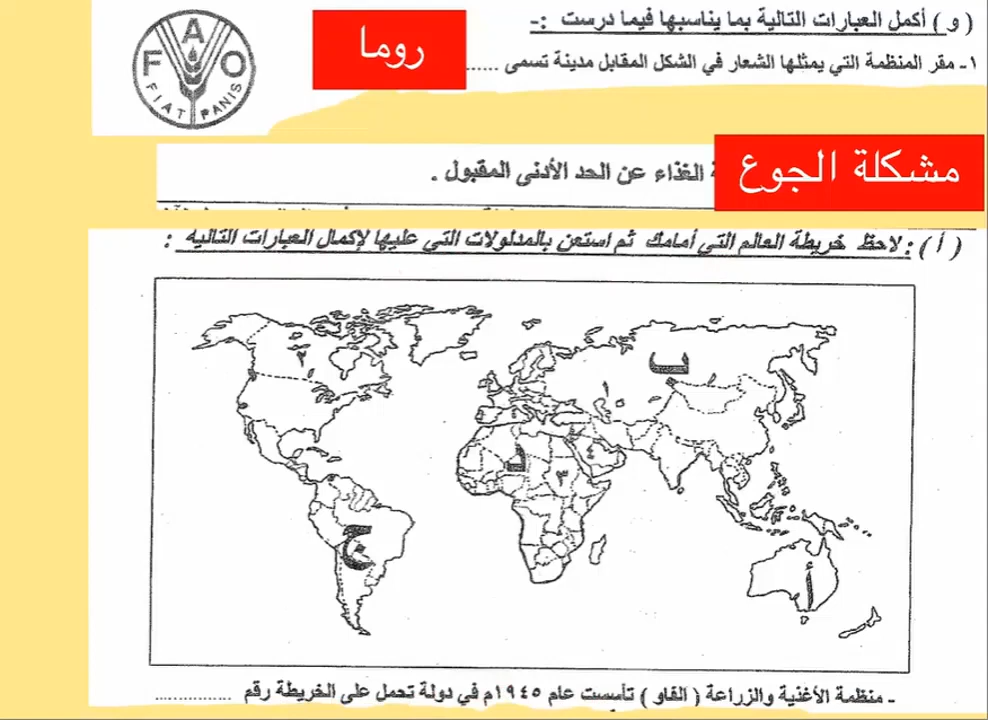 ( و ) أكمل العبارات التالية بما يناسبها فيما درست :-
١- مقر المنظمة التي يمثلها الشعار في الشكل المقابل مدينة تسمى ......
روما
F A O
FIAT PANIS
مشكلة الجوع
الغذاء عن الحد الأدنى المقبول .
( أ ) : لاحظ خريطة العالم التي أمامك ثم استعن بالمدلولات التي عليها لإكمال العبارات التالية :
٢
ب
١
د
٣
٤
ج
أ
- منظمة الأغذية والزراعة ( الفاو ) تأسست عام ١٩٤٥م في دولة تحمل على الخريطة رقم ..............